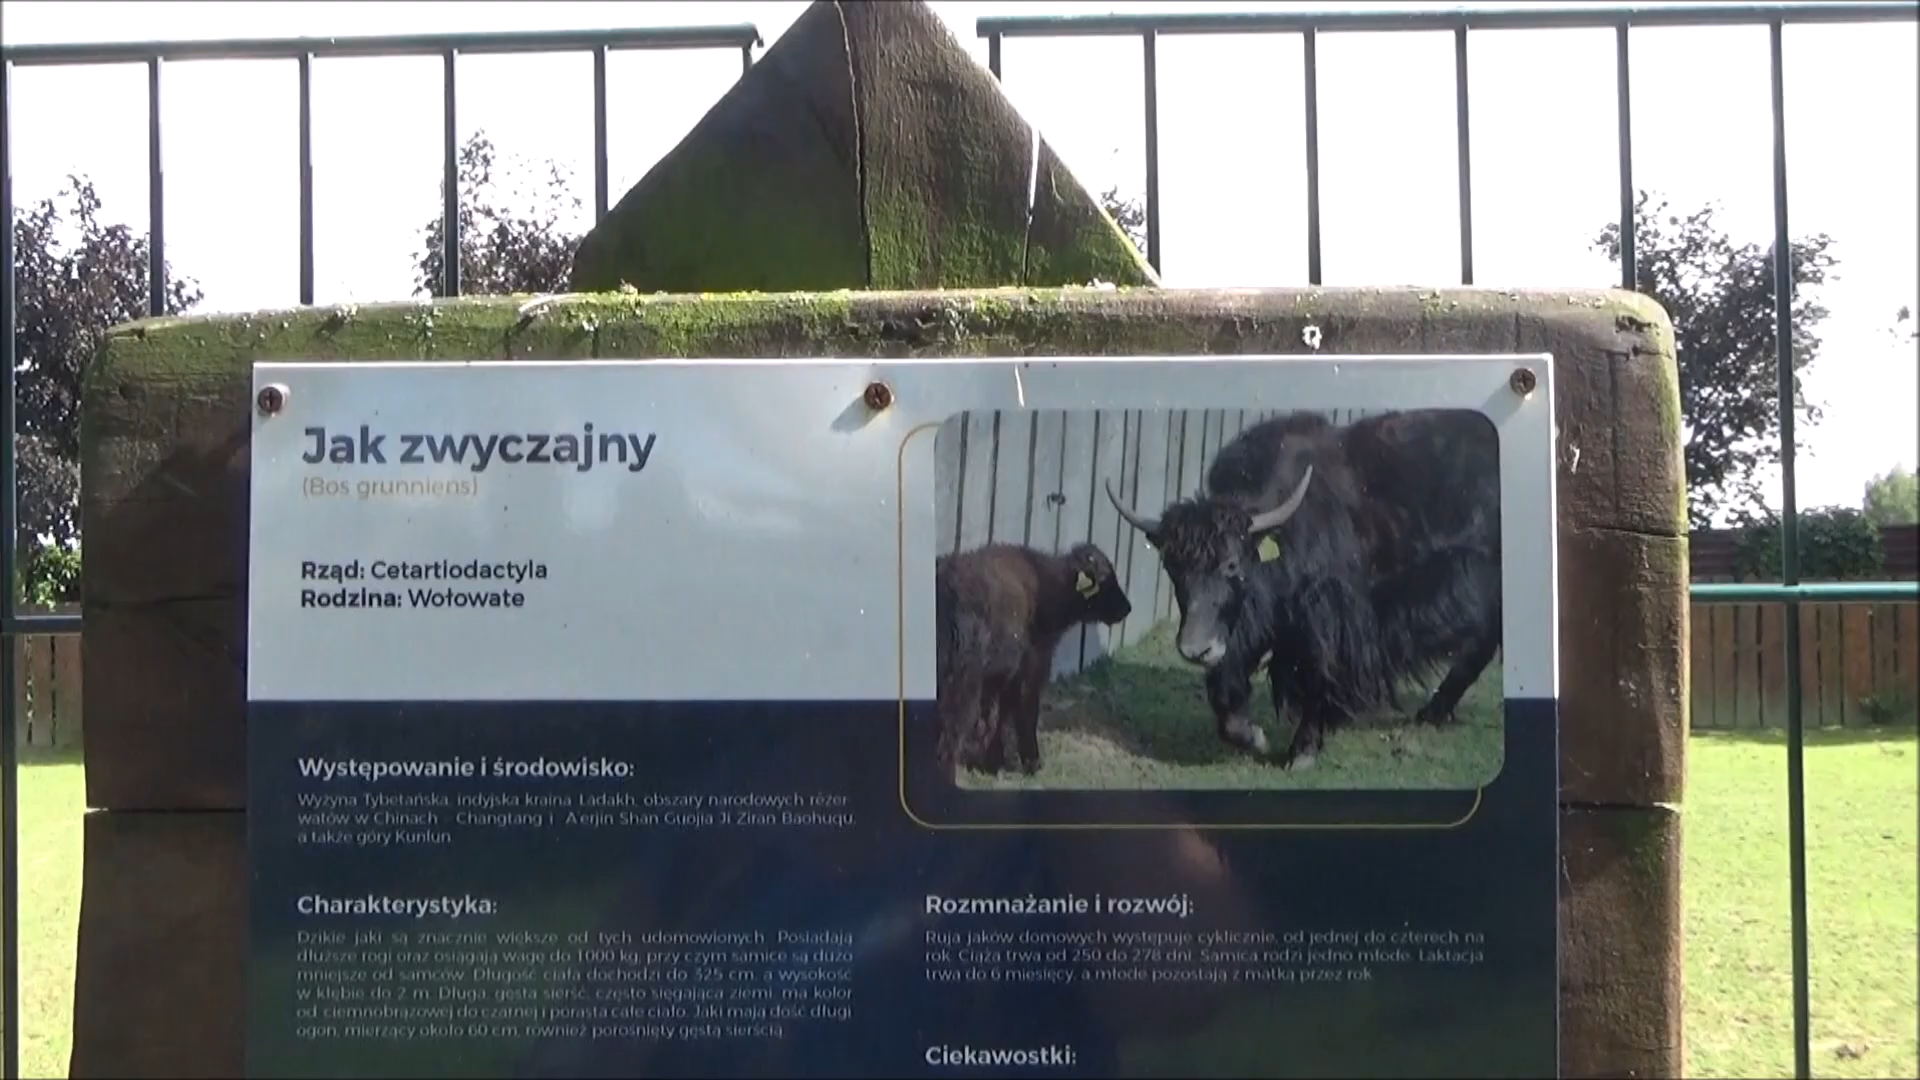 Jak zwyczajny
(Bos grunniens)
Rząd: Cetartiodactyla
Rodzina: Wołowate
Występowanie i środowisko:
Wyżyna Tybetańska, indyjska kraina Ladakh, obszary narodowych rezer-
watów w Chinach - Changtang i A'erjin Shan Guojia Ji Ziran Baohuqu,
a także góry Kunlun.
Charakterystyka:
Dzikie jaki są znacznie większe od tych udomowionych. Posiadają
dłuższe rogi oraz osiągają wagę do 1000 kg, przy czym samice są dużo
mniejsze od samców. Długość ciała dochodzi do 325 cm, a wysokość
w kłębie do 2 m. Długa, gęsta sierść, często sięgająca ziemi, ma kolor
od ciemnobrązowej do czarnej i porasta całe ciało. Jaki mają dość długi
ogon, mierzący około 60 cm, również porośnięty gęstą sierścią.
Rozmnażanie i rozwój:
Ruja jaków domowych występuje cyklicznie, od jednej do czterech na
rok. Ciąża trwa od 250 do 278 dni. Samica rodzi jedno młode. Laktacja
trwa do 6 miesięcy, a młode pozostają z matką przez rok.
Ciekawostki: